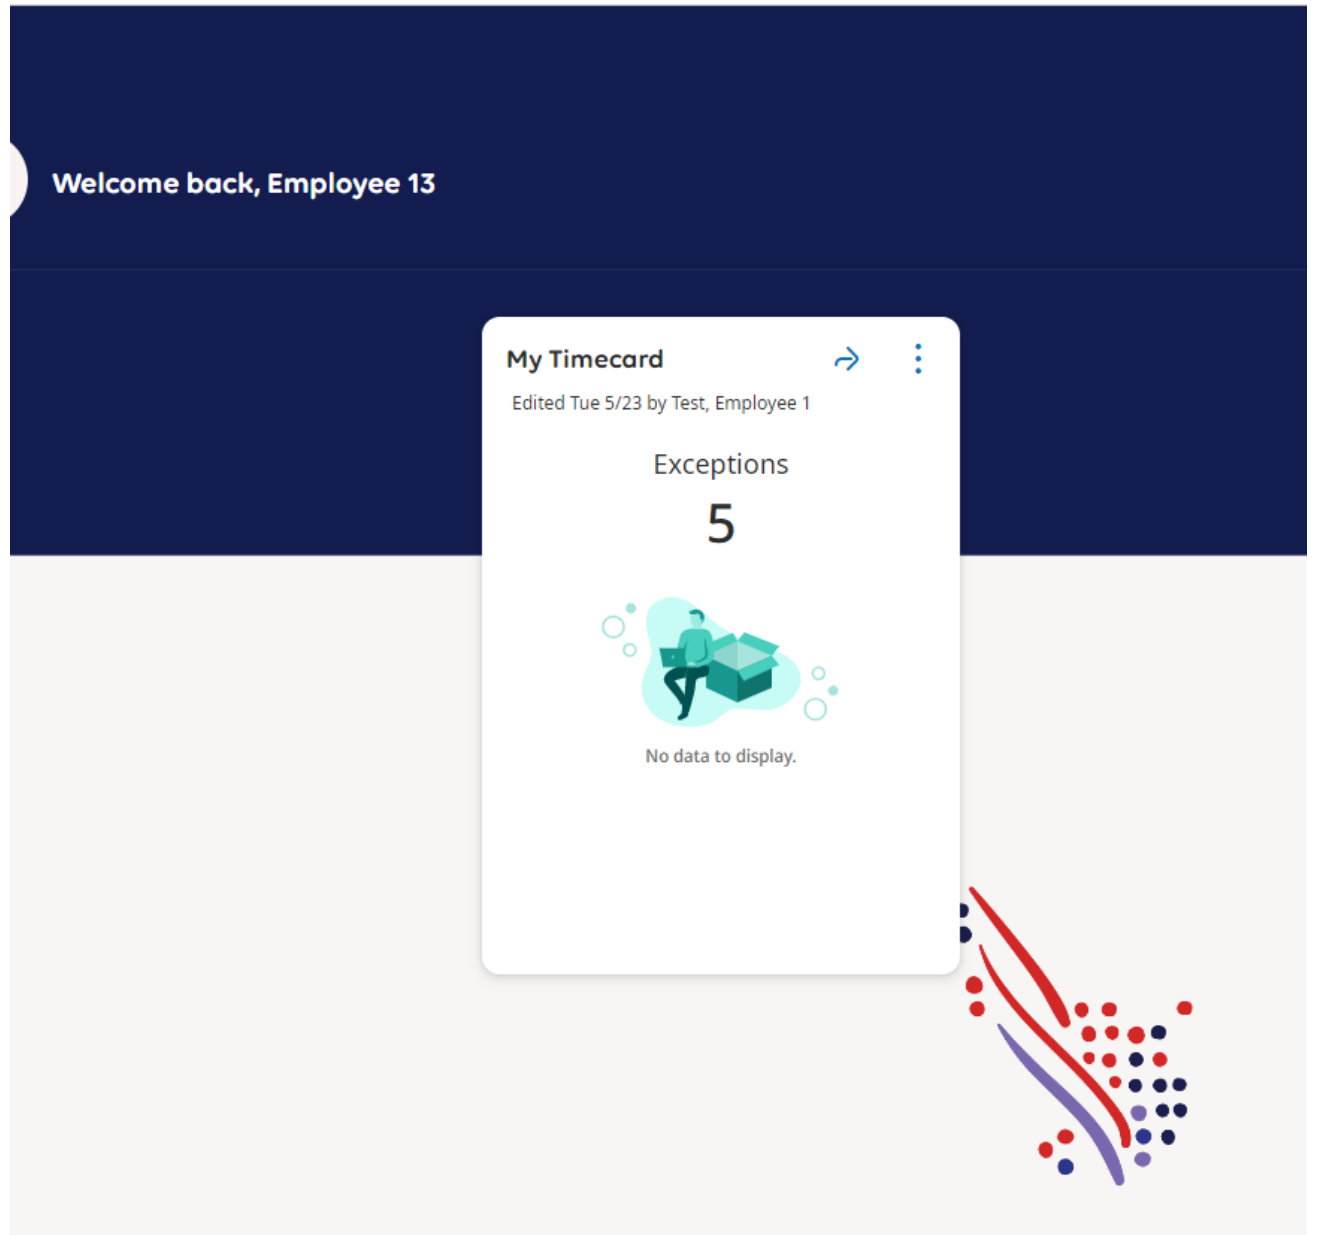 Welcome back, Employee 13
My Timecard
Edited Tue 5/23 by Test, Employee 1
Exceptions
5
No data to display.